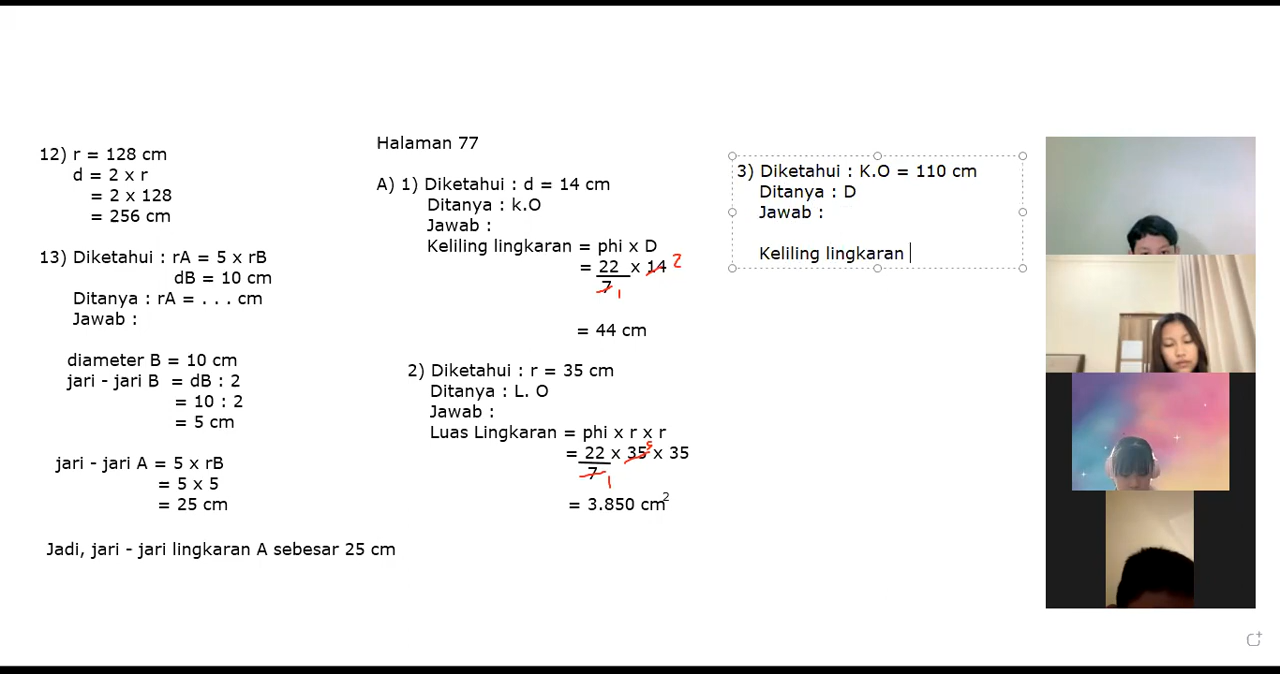 12) r = 128 cm
d = 2 x r
= 2 x 128
= 256 cm
13) Diketahui : rA = 5 x rB
dB = 10 cm
Ditanya : rA = . . . cm
Jawab :
diameter B = 10 cm
jari - jari B = dB : 2
= 10 : 2
= 5 cm
jari - jari A = 5 x rB
= 5 x 5
= 25 cm
Jadi, jari - jari lingkaran A sebesar 25 cm
Halaman 77
A) 1) Diketahui : d = 14 cm
Ditanya : k.O
Jawab :
Keliling lingkaran = phi x D
= 22 x 14 2
7 1
= 44 cm
2) Diketahui : r = 35 cm
Ditanya : L. O
Jawab :
Luas Lingkaran = phi x r x r
= 22 x 35 5 x 35
7 1
= 3.850 cm2
3) Diketahui : K.O = 110 cm
Ditanya : D
Jawab :
Keliling lingkaran